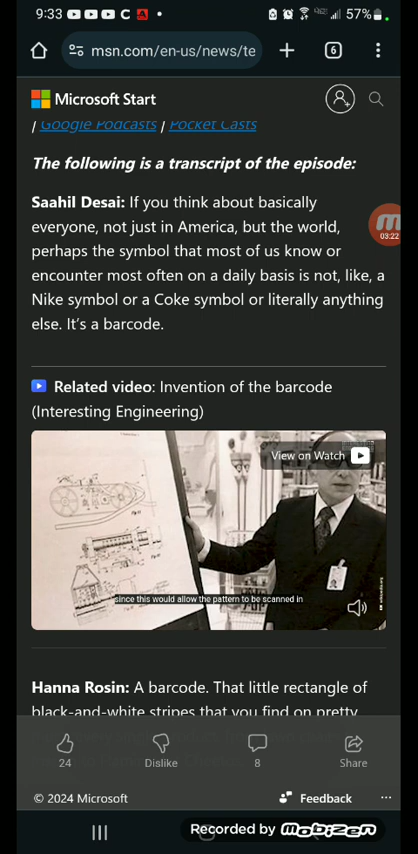 9:33
57%
msn.com/en-us/news/te
6
Microsoft Start
/ Google Podcasts / Pocket Casts
The following is a transcript of the episode:
Saahil Desai: If you think about basically
everyone, not just in America, but the world,
perhaps the symbol that most of us know or
encounter most often on a daily basis is not, like, a
Nike symbol or a Coke symbol or literally anything
else. It's a barcode.
03:22
Related video: Invention of the barcode
(Interesting Engineering)
View on Watch
since this would allow the pattern to be scanned in
Hanna Rosin: A barcode. That little rectangle of
black-and-white stripes that you find on pretty
24
Dislike
8
Share
© 2024 Microsoft
Feedback
Recorded by mobizen